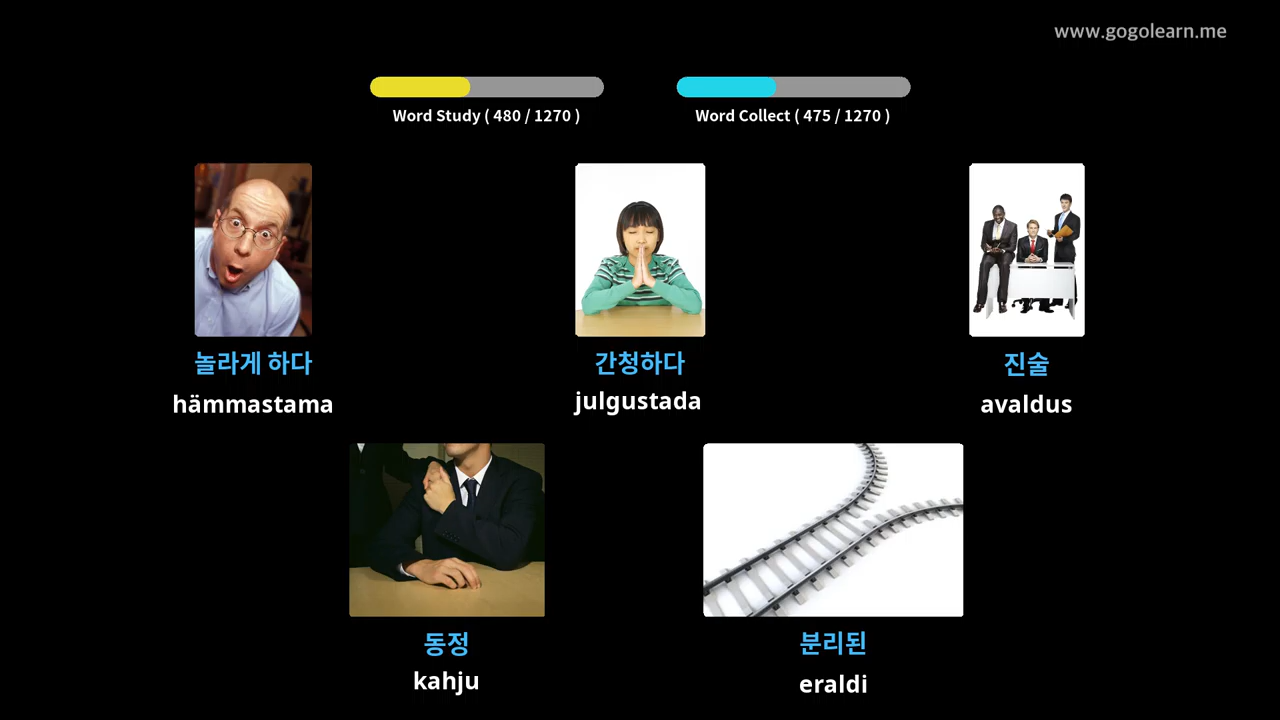 www.gogolearn.me
Word Study ( 480 / 1270 )
Word Collect ( 475 / 1270 )
놀라게 하다
간청하다
진술
hämmastama
julgustada
avaldus
동정
분리된
kahju
eraldi